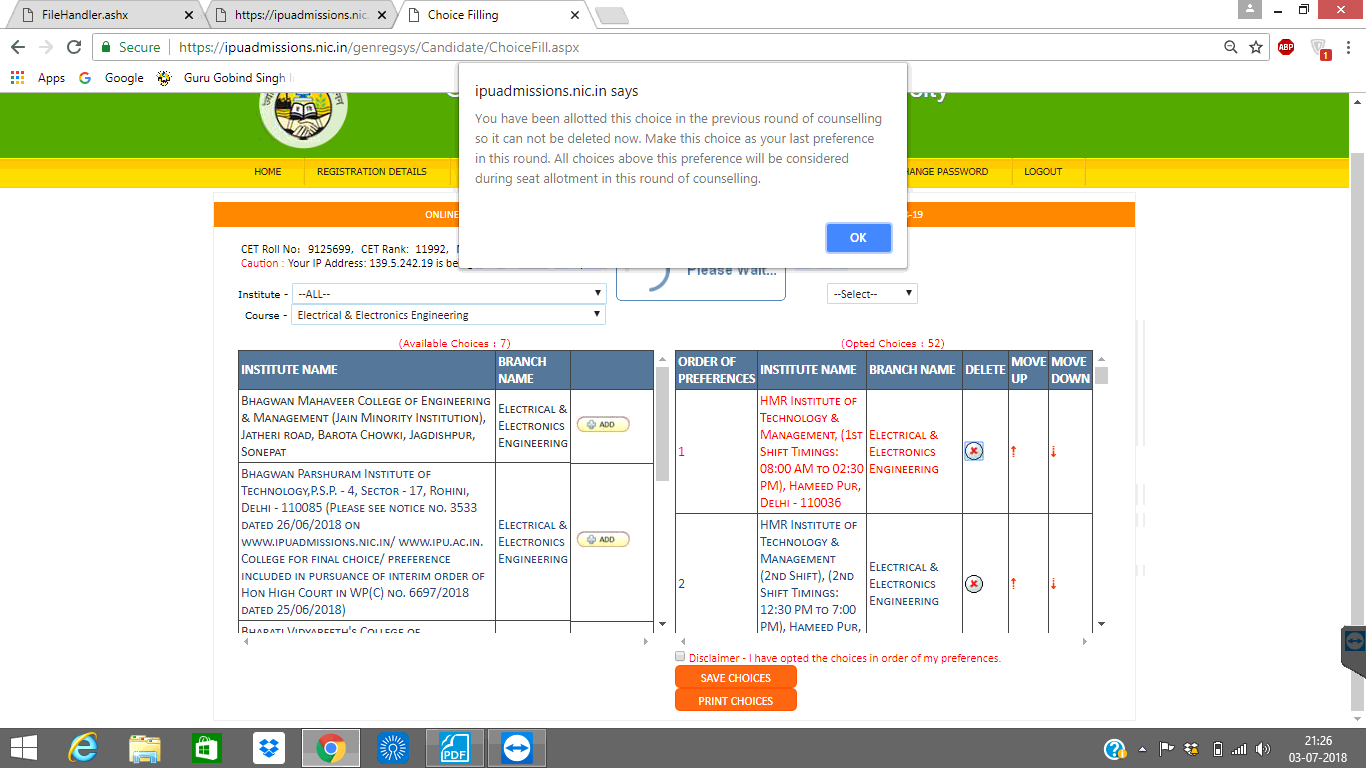 FileHandler.ashx
https://ipuadmissions.nic.
Choice Filling
Secure
https://ipuadmissions.nic.in/genregsys/Candidate/ChoiceFill.aspx
ABP
1
Apps
Google
Guru Gobind Singh
ipuadmissions.nic.in says
You have been allotted this choice in the previous round of counselling
so it can not be deleted now. Make this choice as your last preference
in this round. All choices above this preference will be considered
during seat allotment in this round of counselling.
OK
HOME
REGISTRATION DETAILS
HANGE PASSWORD
LOGOUT
ONLINE
-19
CET Roll No: 9125699, CET Rank: 11992,
Caution : Your IP Address: 139.5.242.19 is be
Please Wait...
Institute - --ALL--
--Select--
Course - Electrical & Electronics Engineering
(Available Choices : 7)
INSTITUTE NAME
BRANCH
NAME
Bhagwan Mahaveer College of Engineering
& Management (Jain Minority Institution),
Jatheri road, Barota Chowki, Jagdishpur,
Sonepat
Electrical &
Electronics
Engineering
ADD
Bhagwan Parshuram Institute of
Technology,P.S.P. - 4, Sector - 17, Rohini,
Delhi - 110085 (Please see notice no. 3533
dated 26/06/2018 on
www.ipuadmissions.nic.in/ www.ipu.ac.in.
College for final choice/ preference
included in pursuance of interim order of
Hon High Court in WP(C) no. 6697/2018
dated 25/06/2018)
Electrical &
Electronics
Engineering
ADD
Bharati Vidyapeeth's College of
(Opted Choices : 52)
ORDER OF
PREFERENCES
INSTITUTE NAME
BRANCH NAME
DELETE
MOVE
UP
MOVE
DOWN
1
HMR Institute of
Technology &
Management, (1st
Shift Timings:
08:00 AM to 02:30
PM), Hameed Pur,
Delhi - 110036
Electrical &
Electronics
Engineering
2
HMR Institute of
Technology &
Management
(2nd Shift), (2nd
Shift Timings:
12:30 PM to 7:00
PM), Hameed Pur,
Electrical &
Electronics
Engineering
Disclaimer - I have opted the choices in order of my preferences.
SAVE CHOICES
PRINT CHOICES
PDF
21:26
03-07-2018